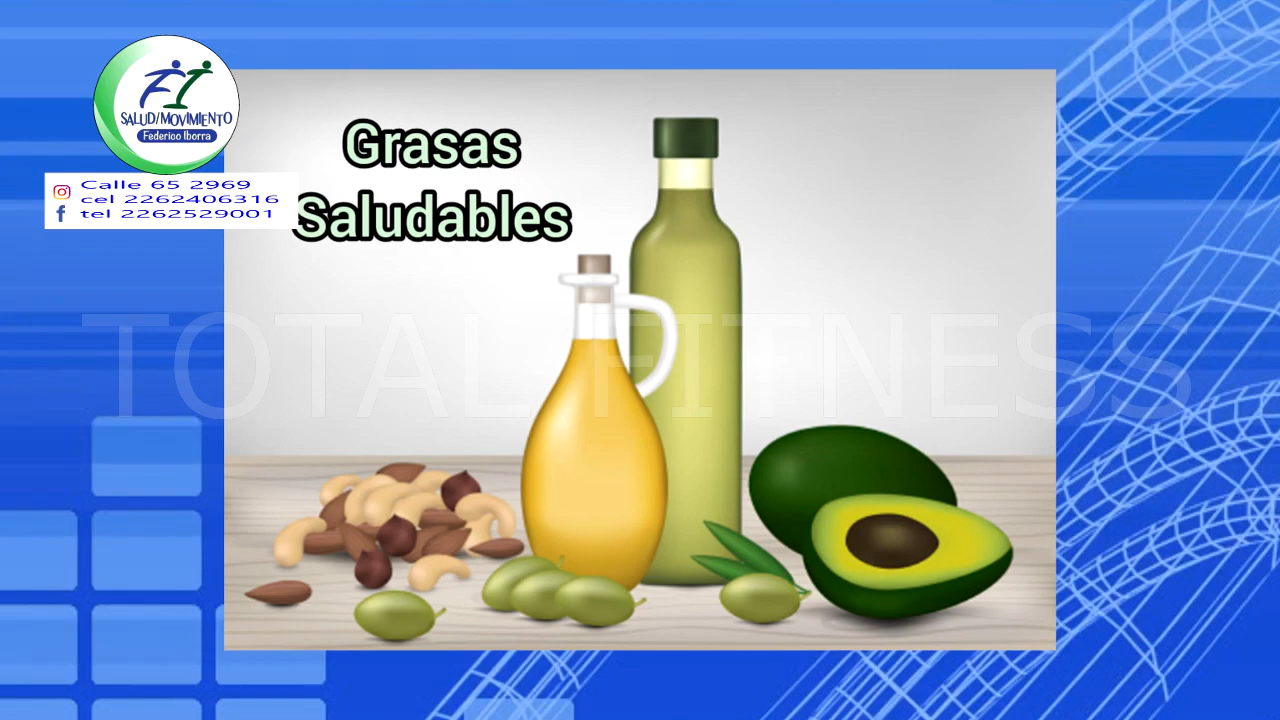 SALUD/MOVIMIENTO
Federico Iborra
Calle 65 2969
cel 2262406316
tel 2262529001
Grasas
Saludables
TOTAL FITNESS